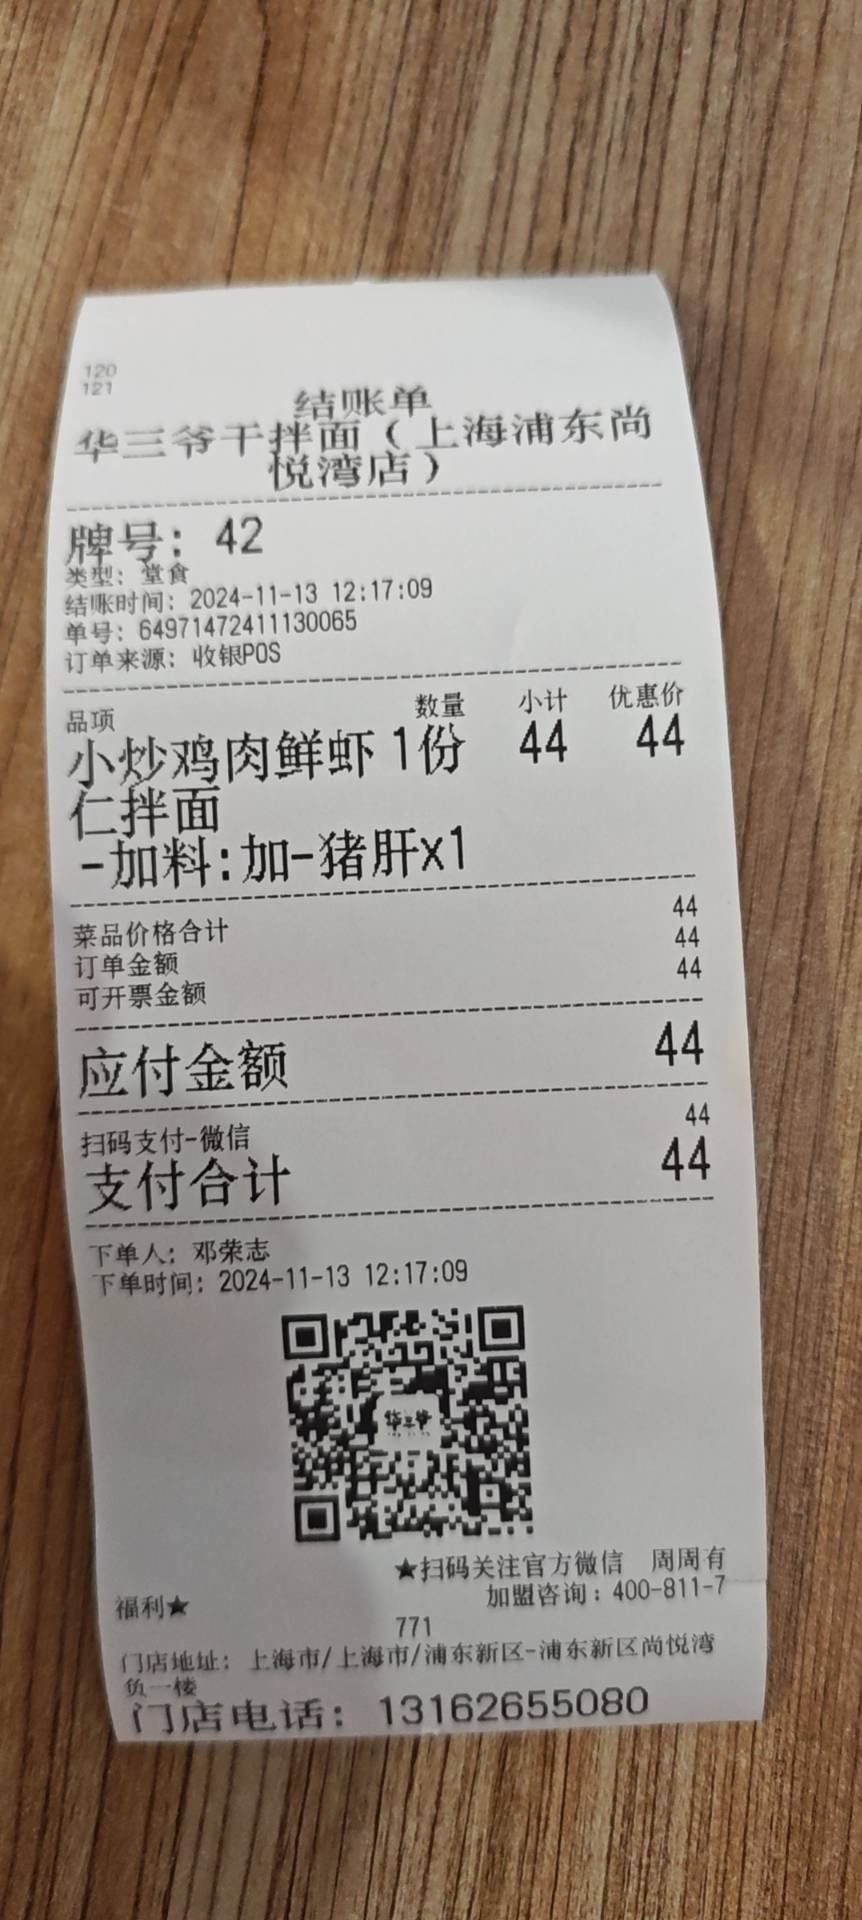 120
121
结账单
华三爷干拌面（上海浦东尚
悦湾店）
牌号: 42
类型: 堂食
结账时间: 2024-11-13 12:17:09
单号: 64971472411130065
订单来源: 收银POS
品项 数量 小计 优惠价
小炒鸡肉鲜虾 1份 44 44
仁拌面
-加料:加-猪肝x1
菜品价格合计 44
订单金额 44
可开票金额 44
应付金额 44
扫码支付-微信 44
支付合计 44
下单人: 邓荣志
下单时间: 2024-11-13 12:17:09
华三爷
★扫码关注官方微信 周周有
福利★ 加盟咨询: 400-811-7
771
门店地址: 上海市/上海市/浦东新区-浦东新区尚悦湾
负一楼
门店电话: 13162655080